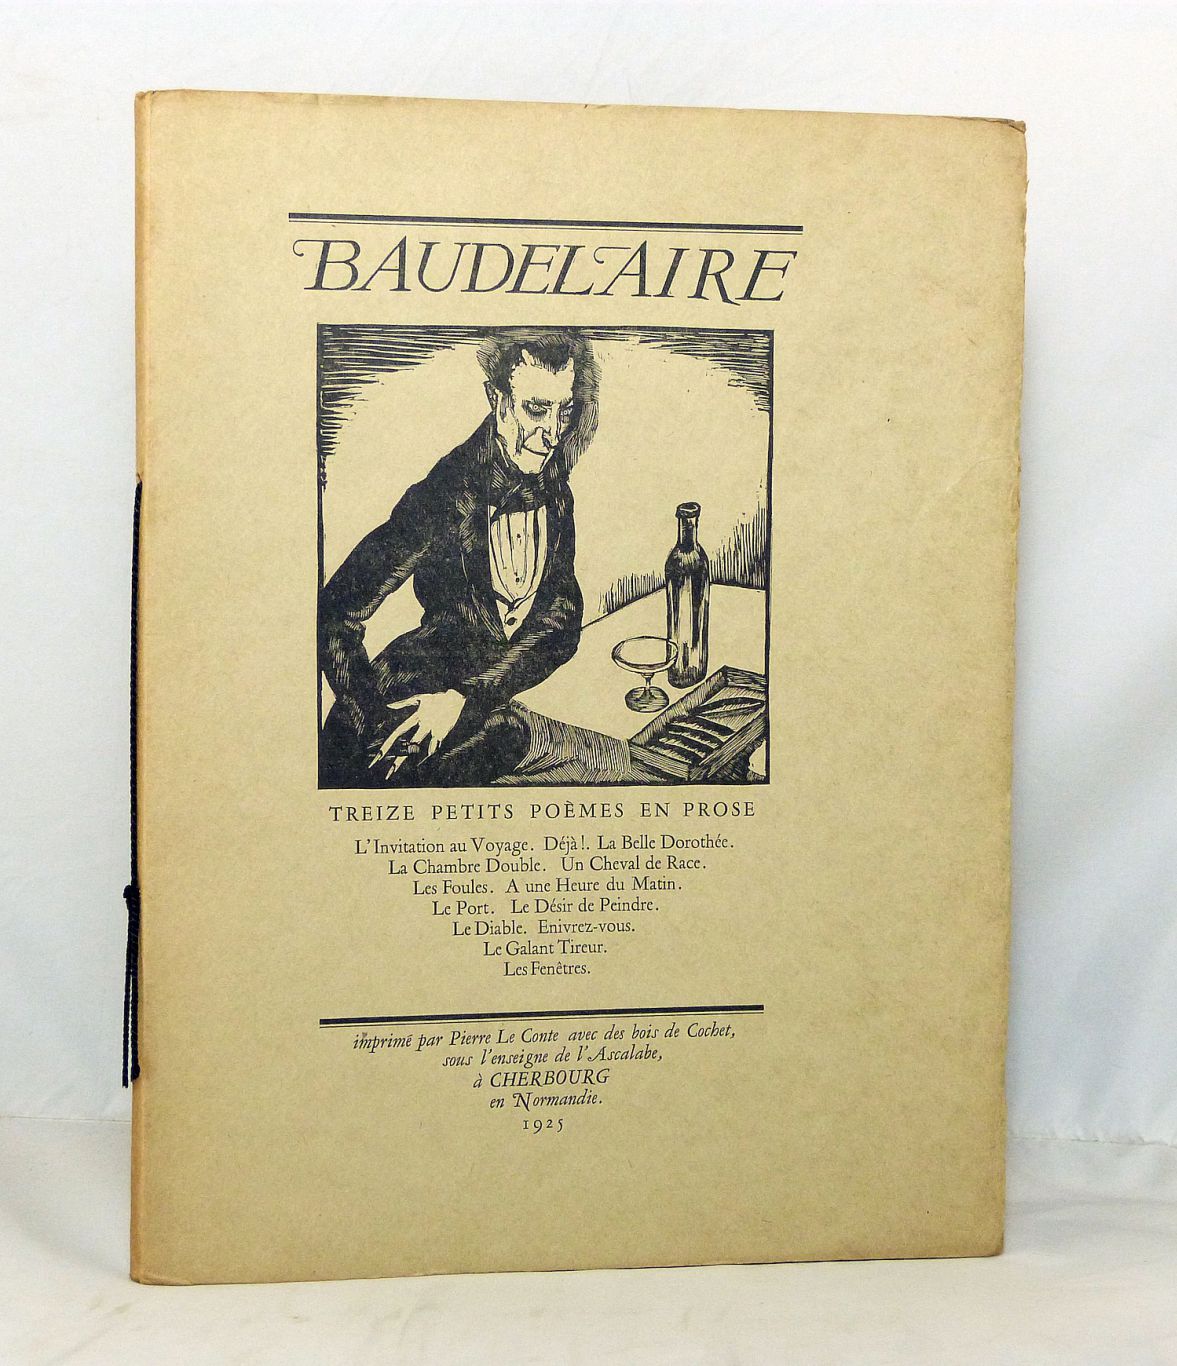 BAUDELAIRE
TREIZE PETITS POÈMES EN PROSE
L'Invitation au Voyage. Déjà!. La Belle Dorothée.
La Chambre Double. Un Cheval de Race.
Les Foules. A une Heure du Matin.
Le Port. Le Désir de Peindre.
Le Diable. Enivrez-vous.
Le Galant Tireur.
Les Fenêtres.
imprimé par Pierre Le Conte avec des bois de Cochet,
sous l'enseigne de l'Ascalabe,
à CHERBOURG
en Normandie.
1925